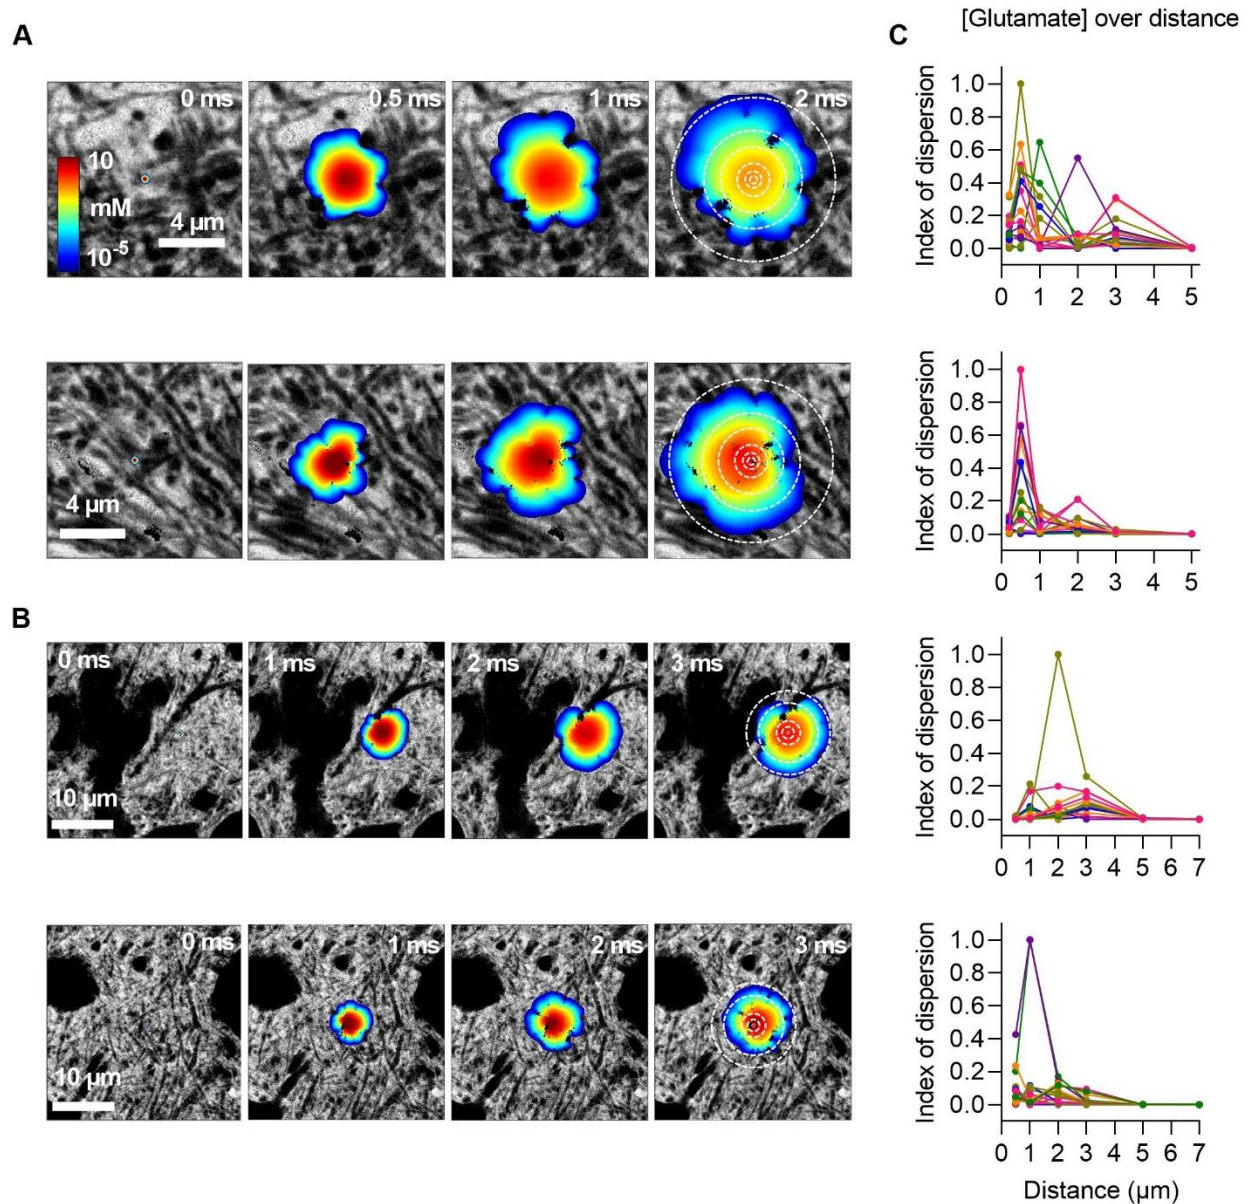 A
C
[Glutamate] over distance
0 ms
0.5 ms
1 ms
2 ms
10
mM
10-5
4 µm
Index of dispersion
1.0
0.8
0.6
0.4
0.2
0.0
0 1 2 3 4 5
4 µm
Index of dispersion
1.0
0.8
0.6
0.4
0.2
0.0
0 1 2 3 4 5
B
0 ms
1 ms
2 ms
3 ms
10 µm
Index of dispersion
1.0
0.8
0.6
0.4
0.2
0.0
0 1 2 3 4 5 6 7
0 ms
1 ms
2 ms
3 ms
10 µm
Index of dispersion
1.0
0.8
0.6
0.4
0.2
0.0
0 1 2 3 4 5 6 7
Distance (µm)